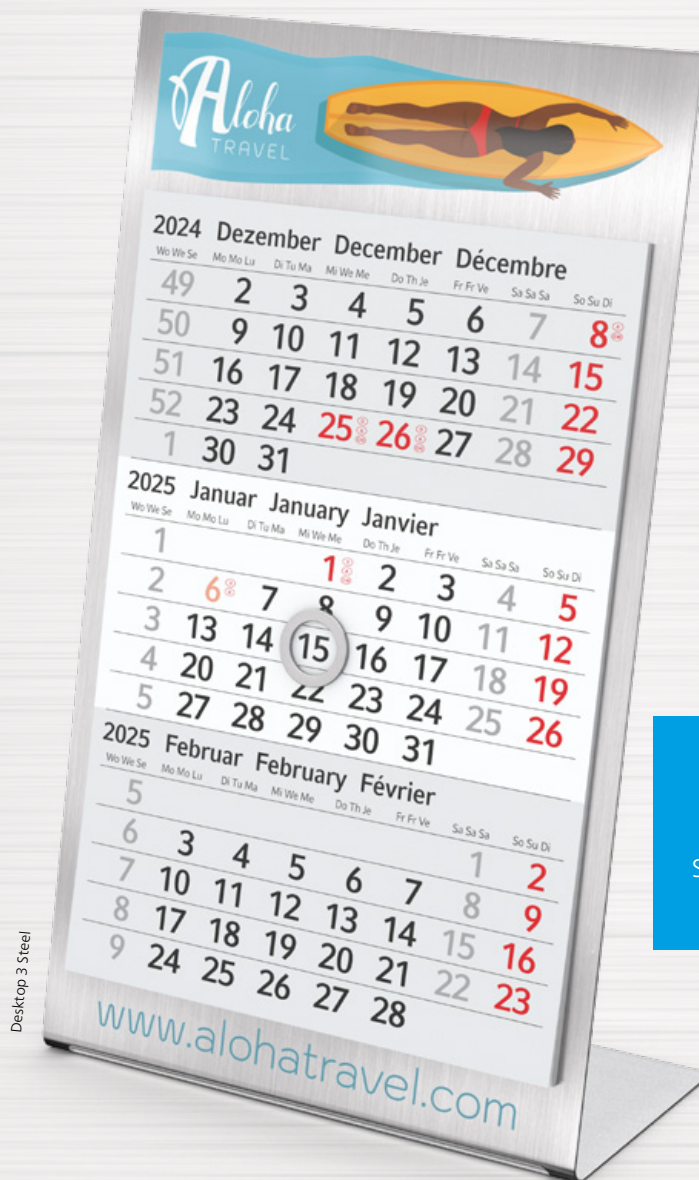 Aloha
TRAVEL
2024 Dezember December Décembre
Wo We Se Mo Mo Lu Di Tu Ma Mi We Me Do Th Je Fr Fr Ve Sa Sa Sa So Su Di
49 2 3 4 5 6 7 8
50 9 10 11 12 13 14 15
51 16 17 18 19 20 21 22
52 23 24 25 26 27 28 29
1 30 31
2025 Januar January Janvier
Wo We Se Mo Mo Lu Di Tu Ma Mi We Me Do Th Je Fr Fr Ve Sa Sa Sa So Su Di
1 1 2 3 4 5
2 6 7 8 9 10 11 12
3 13 14 15 16 17 18 19
4 20 21 22 23 24 25 26
5 27 28 29 30 31
2025 Februar February Février
Wo We Se Mo Mo Lu Di Tu Ma Mi We Me Do Th Je Fr Fr Ve Sa Sa Sa So Su Di
5 1 2
6 3 4 5 6 7 8 9
7 10 11 12 13 14 15 16
8 17 18 19 20 21 22 23
9 24 25 26 27 28
www.alohatravel.com
Desktop 3 Steel
S